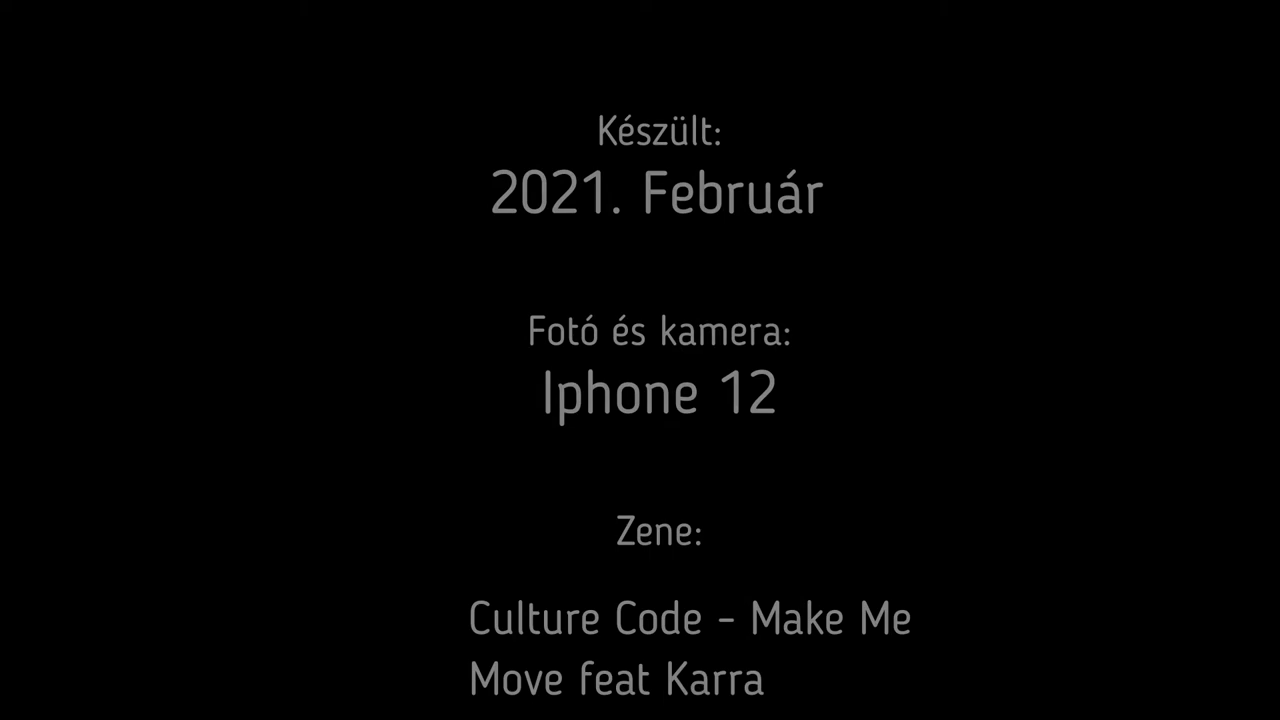 Készült:
2021. Február
Fotó és kamera:
Iphone 12
Zene:
Culture Code - Make Me
Move feat Karra